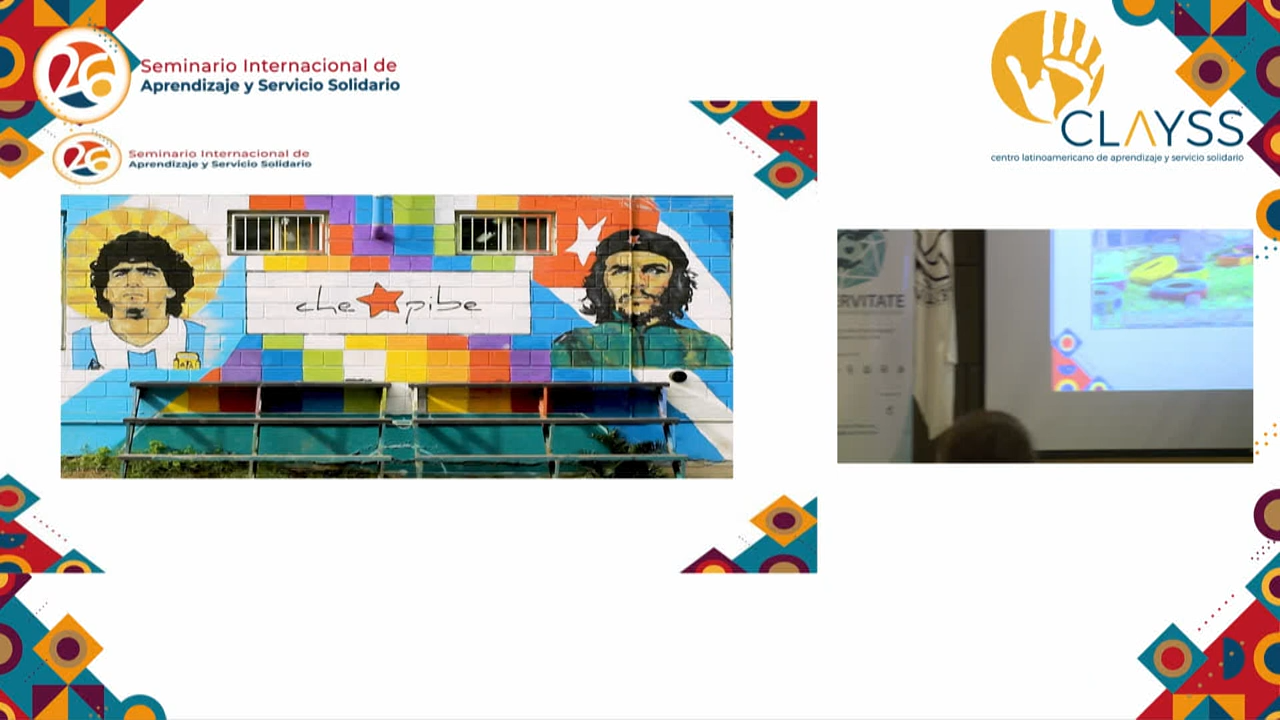 26
Seminario Internacional de
Aprendizaje y Servicio Solidario
CLAYSS
centro latinoamericano de aprendizaje y servicio solidario
26
Seminario Internacional de
Aprendizaje y Servicio Solidario
che pibe
ERVITATE